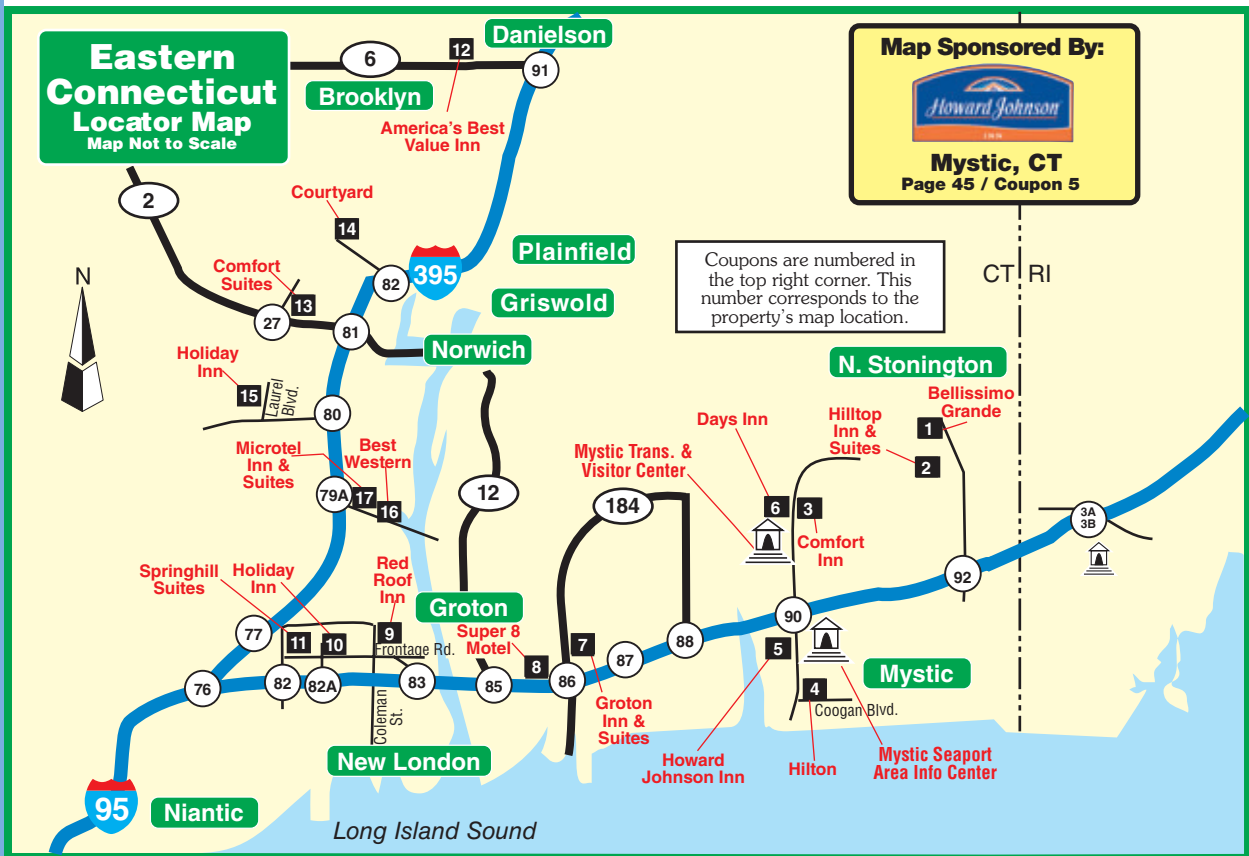 Eastern
Connecticut
Locator Map
Map Not to Scale
6
12
Danielson
91
Brooklyn
America's Best
Value Inn
Map Sponsored By:
Howard Johnson
INN
Mystic, CT
Page 45 / Coupon 5
2
Courtyard
14
Plainfield
395
82
Griswold
Coupons are numbered in
the top right corner. This
number corresponds to the
property's map location.
CT
RI
N
Comfort
Suites
13
27
81
Norwich
Holiday
Inn
15
Laurel
Blvd.
80
N. Stonington
Bellissimo
Grande
1
Hilltop
Inn &
Suites
2
Days Inn
Mystic Trans. &
Visitor Center
Microtel
Inn &
Suites
Best
Western
79A
17
16
12
184
6
3
Comfort
Inn
3A
3B
Springhill
Suites
Holiday
Inn
Red
Roof
Inn
Groton
92
77
11
10
9
Frontage Rd.
Super 8
Motel
8
7
87
88
90
5
Mystic
76
82
82A
83
85
86
4
Coogan Blvd.
Coleman
St.
Groton
Inn &
Suites
New London
Howard
Johnson Inn
Hilton
Mystic Seaport
Area Info Center
95
Niantic
Long Island Sound